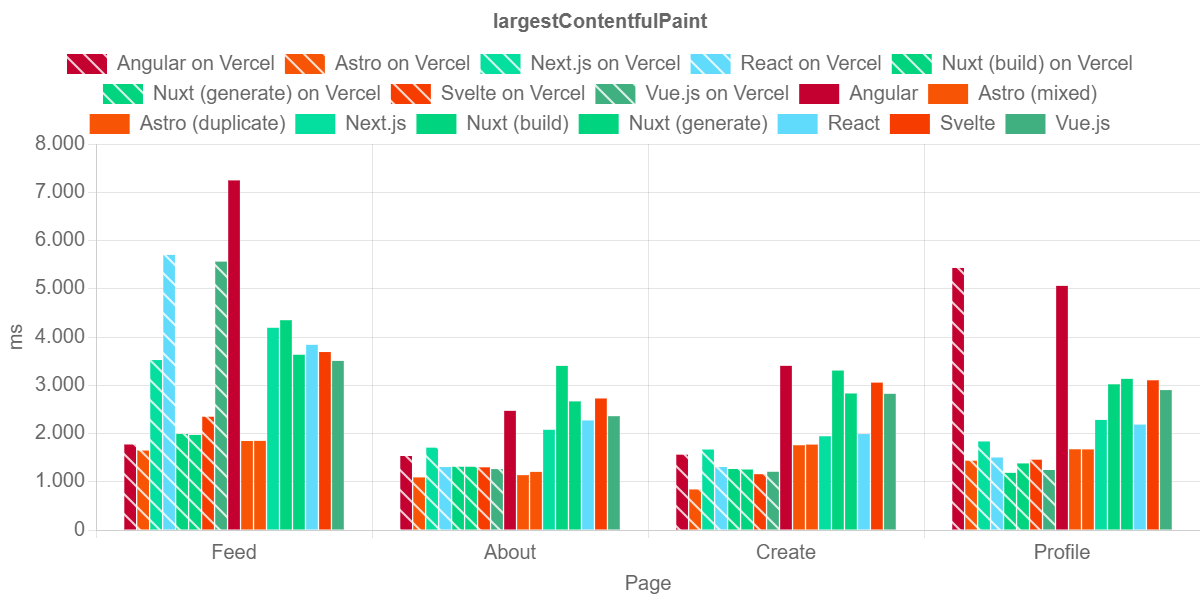 largestContentfulPaint
Angular on Vercel Astro on Vercel Next.js on Vercel React on Vercel Nuxt (build) on Vercel
Nuxt (generate) on Vercel Svelte on Vercel Vue.js on Vercel Angular Astro (mixed)
Astro (duplicate) Next.js Nuxt (build) Nuxt (generate) React Svelte Vue.js
8.000
7.000
6.000
5.000
4.000
3.000
2.000
1.000
0
ms
Feed About Create Profile
Page